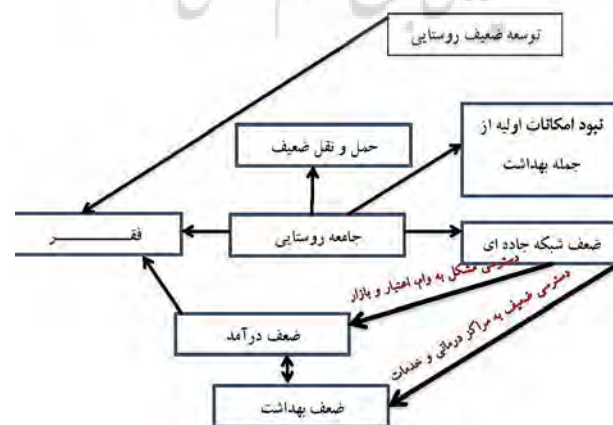 توسعه ضعیف روستایی
نبود امکانات اولیه از
جمله بهداشت
حمل و نقل ضعیف
ضعف شبکه جاده ای
جامعه روستایی
فقـــــــــــر
دسترسی مشکل به وام، اعتبار و بازار
دسترسی ضعیف به مراکز درمانی و خدمات
ضعف درآمد
ضعف بهداشت